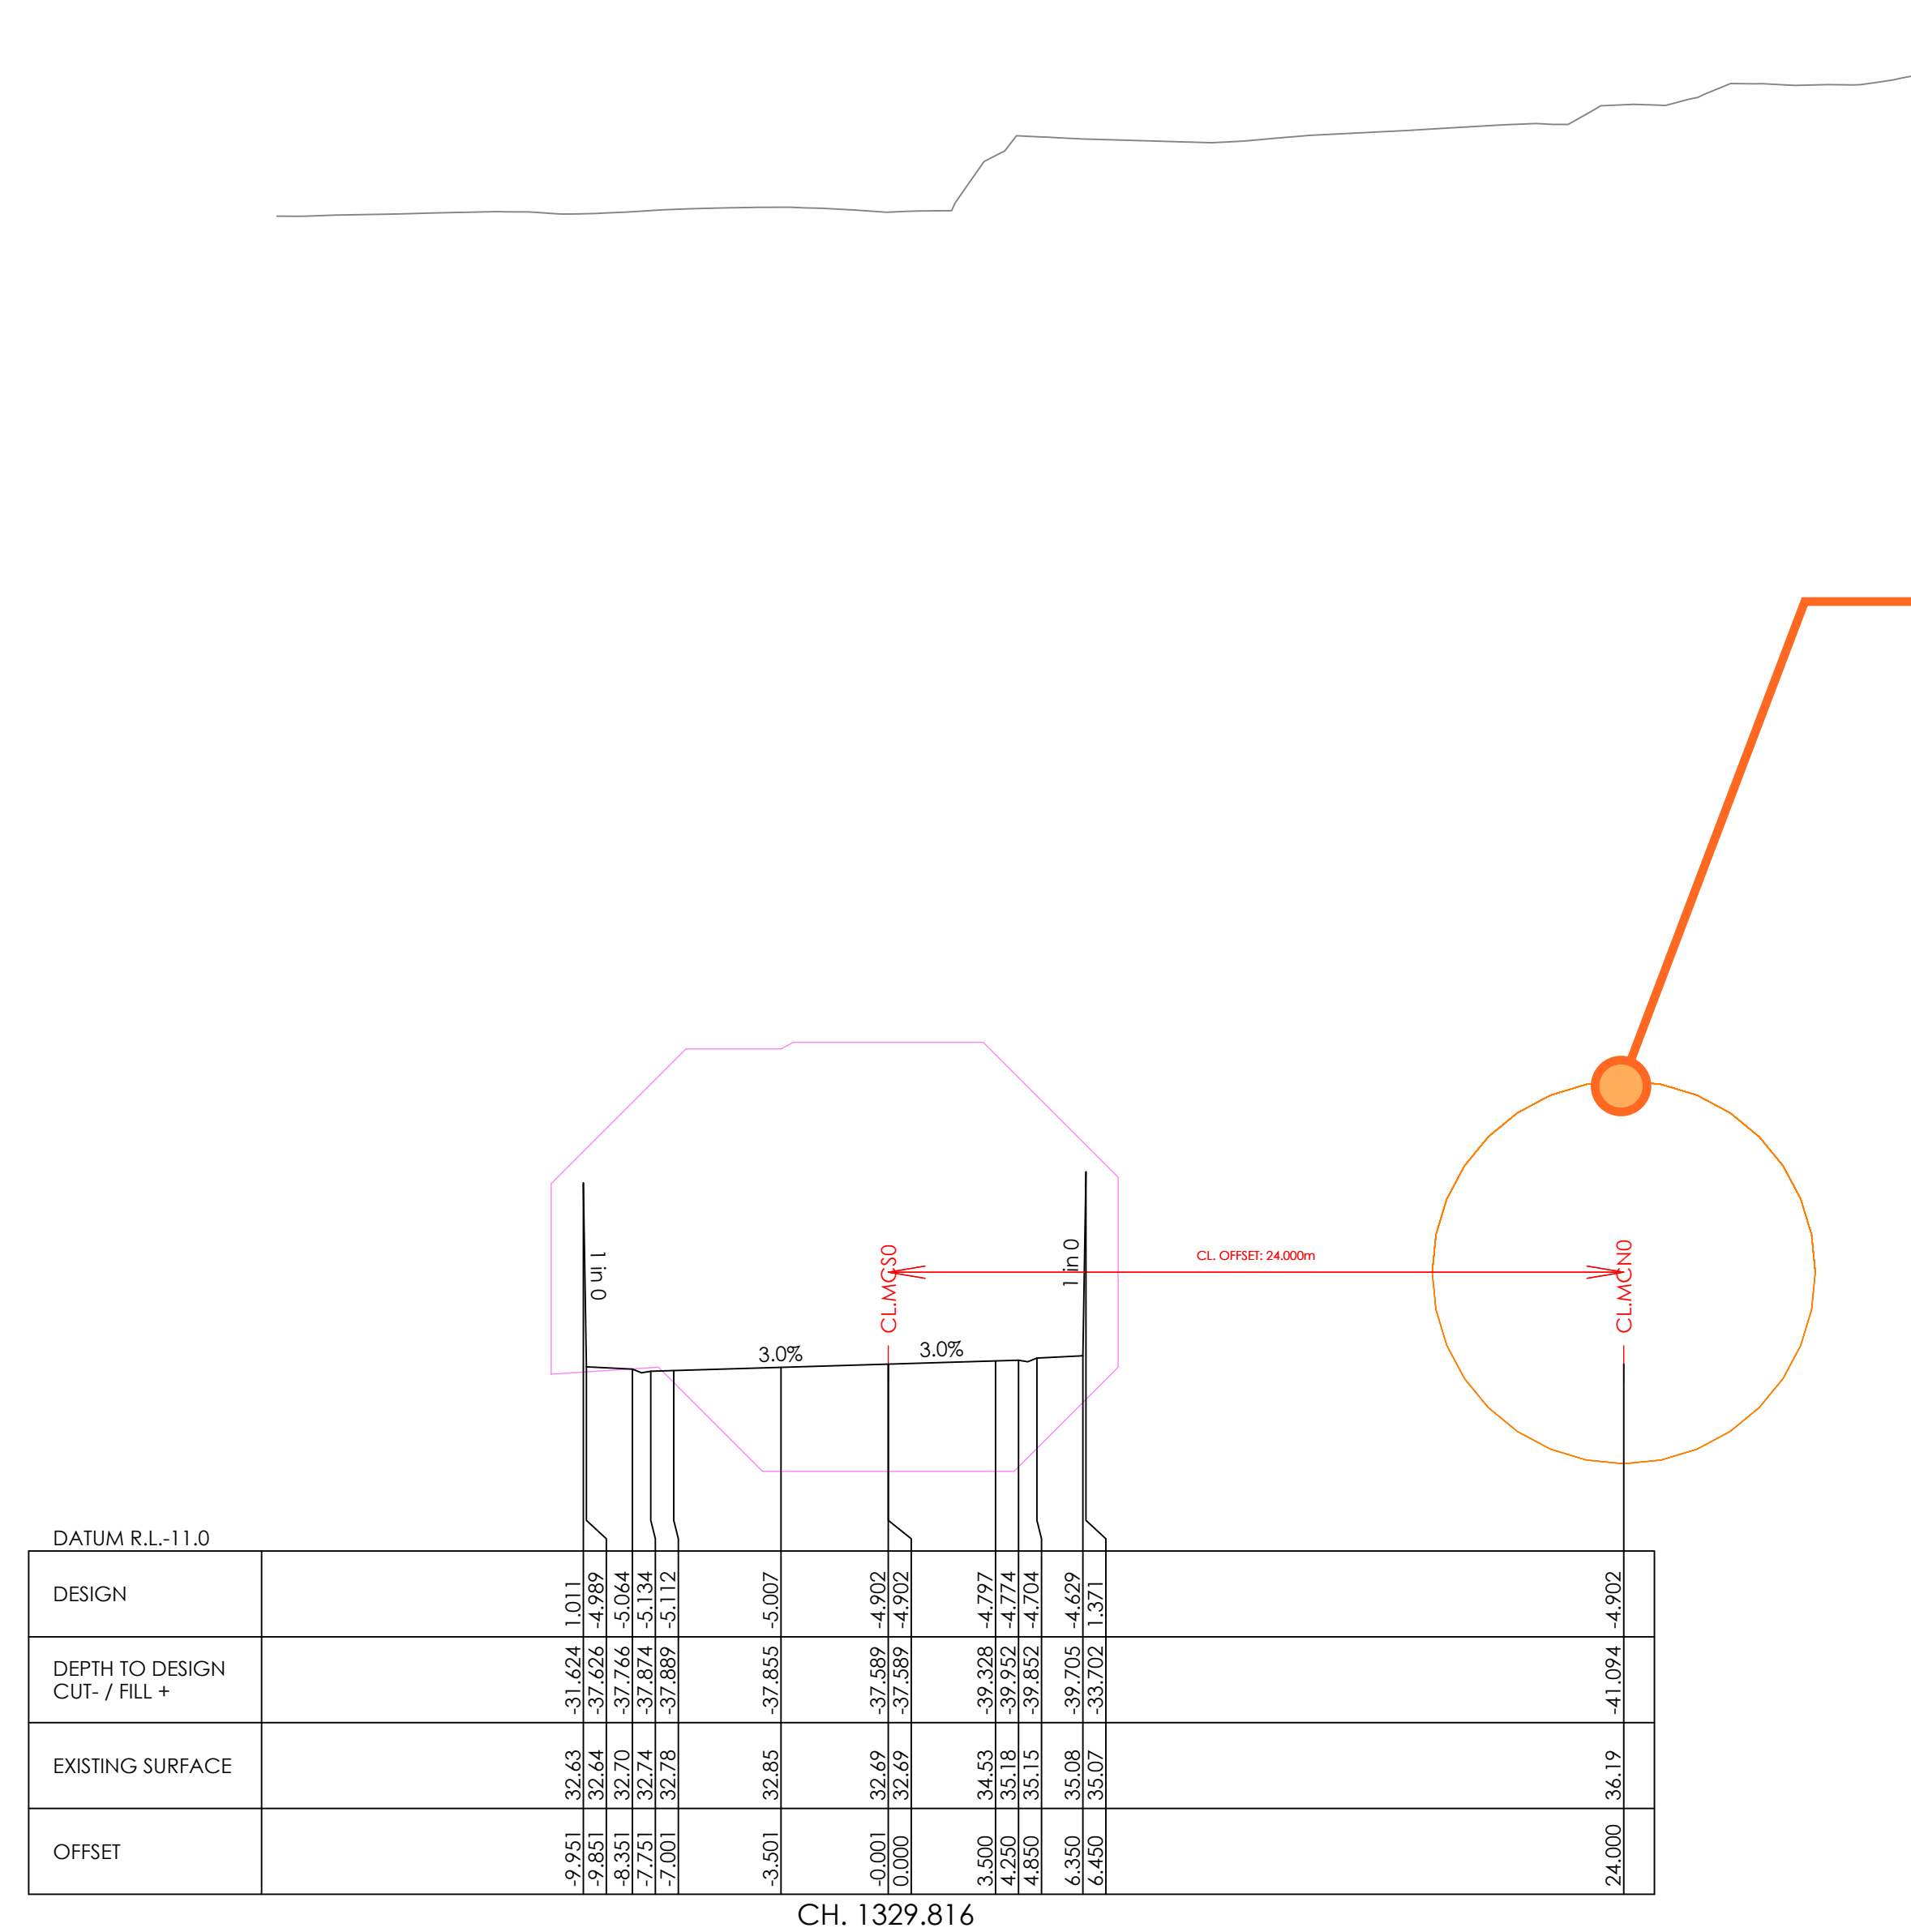 CL. OFFSET: 24.000m
1 in 0
CL.MCS0
1 in 0
CL.MCN0
3.0%
3.0%
DATUM R.L.-11.0
DESIGN
1.011 -4.989 -5.064 -5.134 -5.112 -5.007 -4.902 -4.902 -4.797 -4.774 -4.704 -4.629 1.371 -4.902
DEPTH TO DESIGN
CUT- / FILL +
-31.624 -37.626 -37.766 -37.874 -37.889 -37.855 -37.589 -37.589 -39.328 -39.952 -39.852 -39.705 -33.702 -41.094
EXISTING SURFACE
32.63 32.64 32.70 32.74 32.78 32.85 32.69 32.69 34.53 35.18 35.15 35.08 35.07 36.19
OFFSET
-9.951 -9.851 -8.351 -7.751 -7.001 -3.501 -0.001 0.000 3.500 4.250 4.850 6.350 6.450 24.000
CH. 1329.816